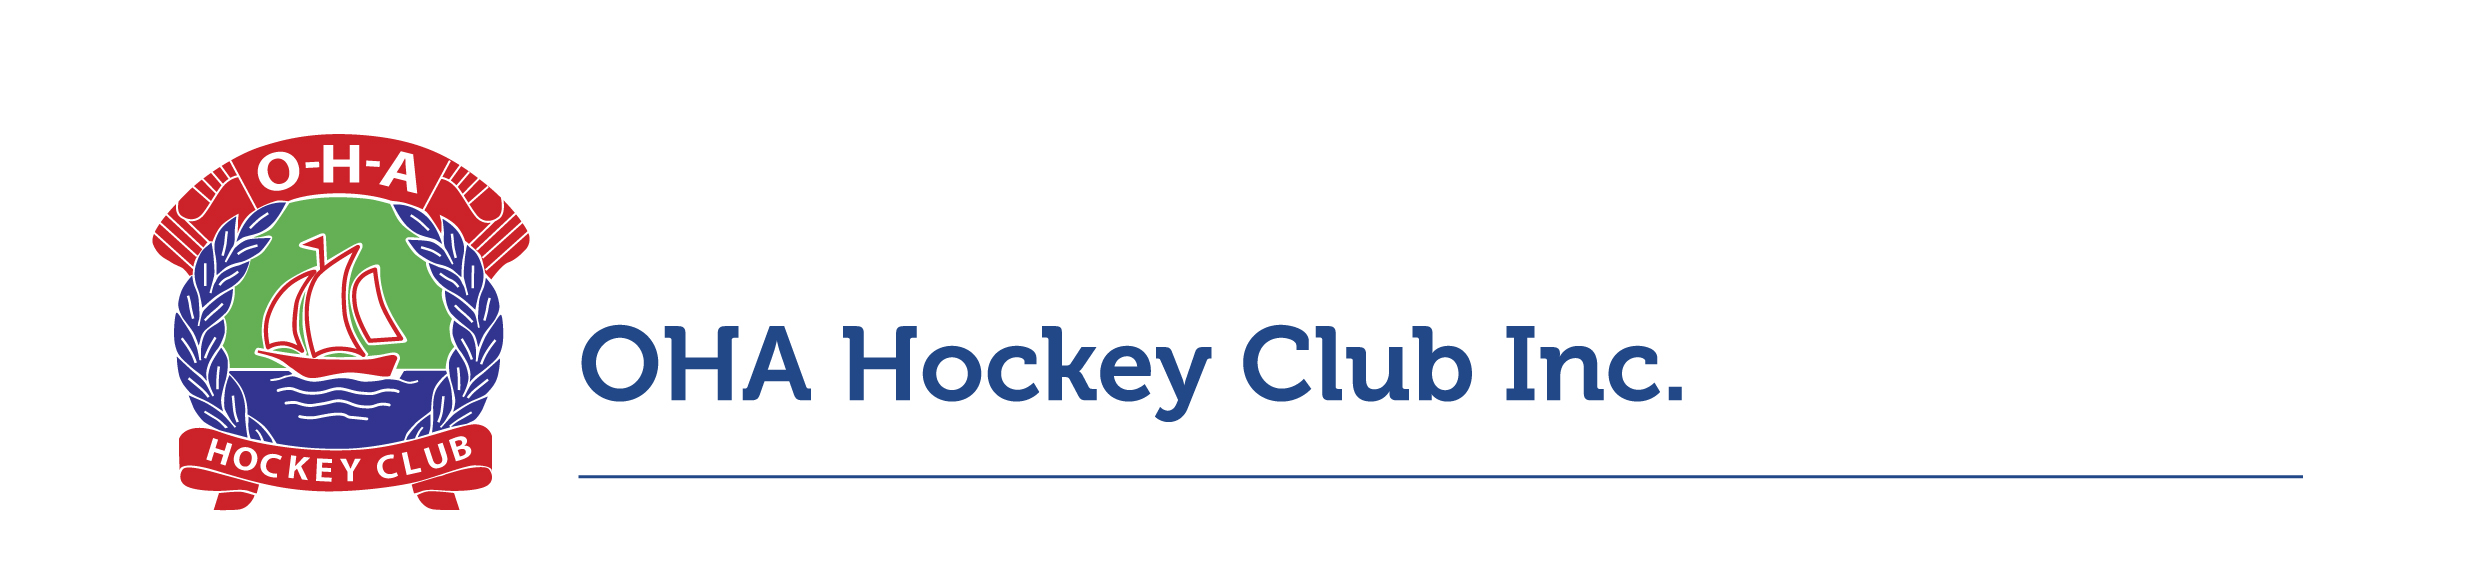 O-H-A
HOCKEY CLUB
OHA Hockey Club Inc.